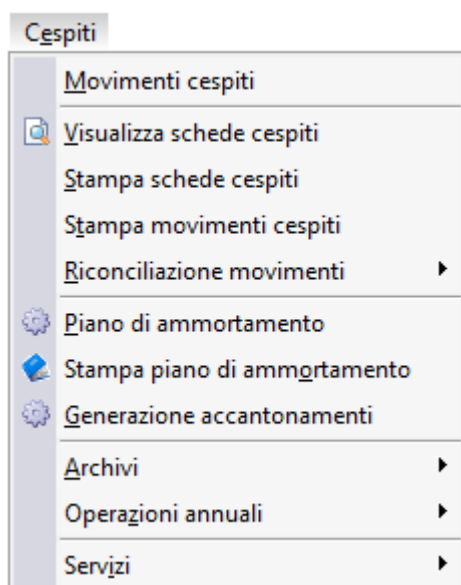 Cespiti
Movimenti cespiti
Visualizza schede cespiti
Stampa schede cespiti
Stampa movimenti cespiti
Riconciliazione movimenti
Piano di ammortamento
Stampa piano di ammortamento
Generazione accantonamenti
Archivi
Operazioni annuali
Servizi